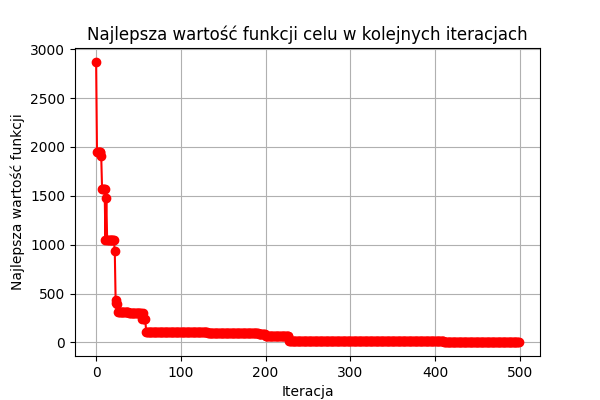 Najlepsza wartość funkcji celu w kolejnych iteracjach
Najlepsza wartość funkcji
3000
2500
2000
1500
1000
500
0
0 100 200 300 400 500
Iteracja